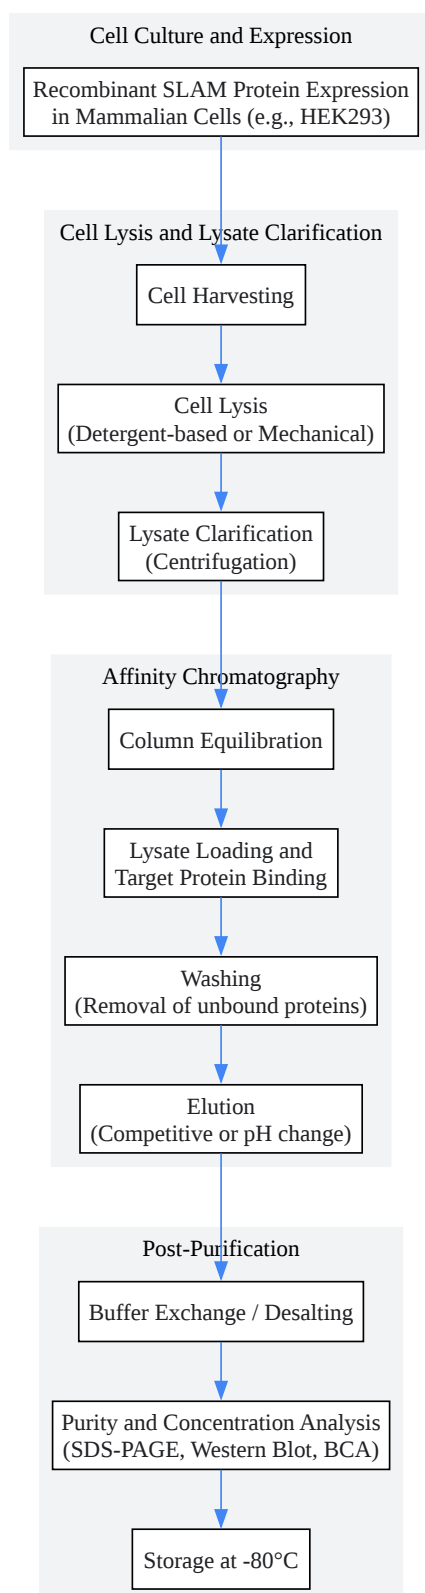 Cell Culture and Expression
Recombinant SLAM Protein Expression
in Mammalian Cells (e.g., HEK293)
Cell Lysis and Lysate Clarification
Cell Harvesting
Cell Lysis
(Detergent-based or Mechanical)
Lysate Clarification
(Centrifugation)
Affinity Chromatography
Column Equilibration
Lysate Loading and
Target Protein Binding
Washing
(Removal of unbound proteins)
Elution
(Competitive or pH change)
Post-Purification
Buffer Exchange / Desalting
Purity and Concentration Analysis
(SDS-PAGE, Western Blot, BCA)
Storage at -80°C